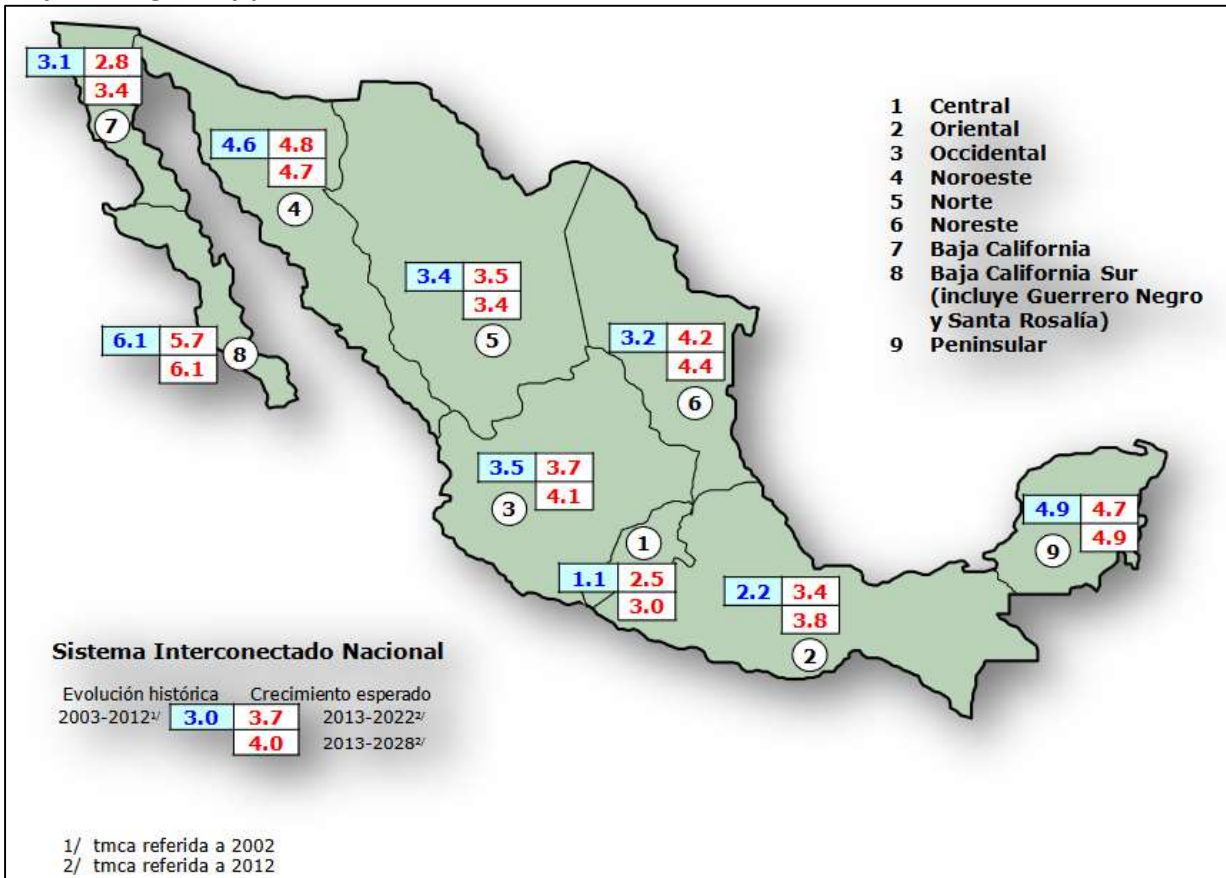 3.1 2.8
3.4
7
4.6 4.8
4.7
4
3.4 3.5
3.4
5
6.1 5.7
6.1
8
3.2 4.2
4.4
6
3.5 3.7
4.1
3
1
1.1 2.5
3.0
2.2 3.4
3.8
2
4.9 4.7
4.9
9
1 Central
2 Oriental
3 Occidental
4 Noroeste
5 Norte
6 Noreste
7 Baja California
8 Baja California Sur
(incluye Guerrero Negro
y Santa Rosalía)
9 Peninsular
Sistema Interconectado Nacional
Evolución histórica Crecimiento esperado
2003-2012 1/ 3.0 3.7 2013-2022 2/
4.0 2013-2028 2/
1/ tmca referida a 2002
2/ tmca referida a 2012